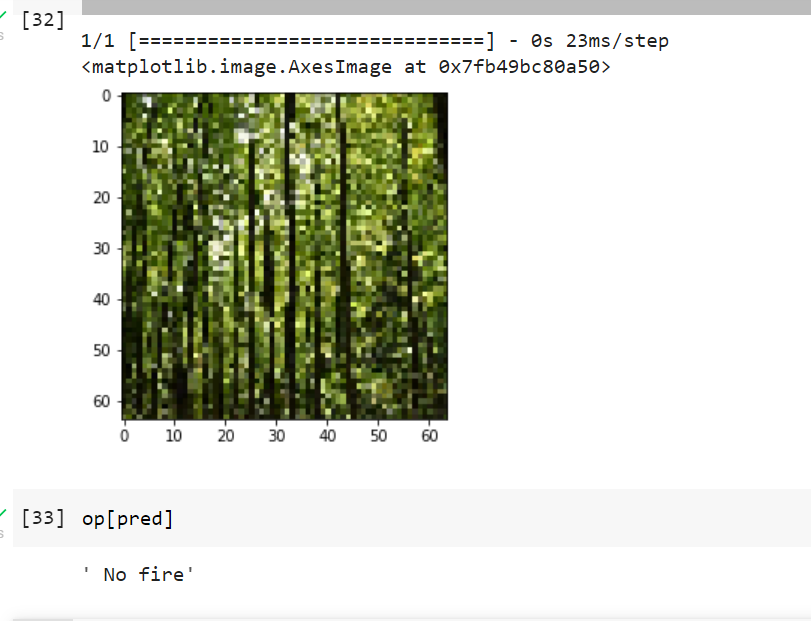 [32]
1/1 [==============================] - 0s 23ms/step
<matplotlib.image.AxesImage at 0x7fb49bc80a50>
0
10
20
30
40
50
60
0 10 20 30 40 50 60
[33] op[pred]
' No fire'